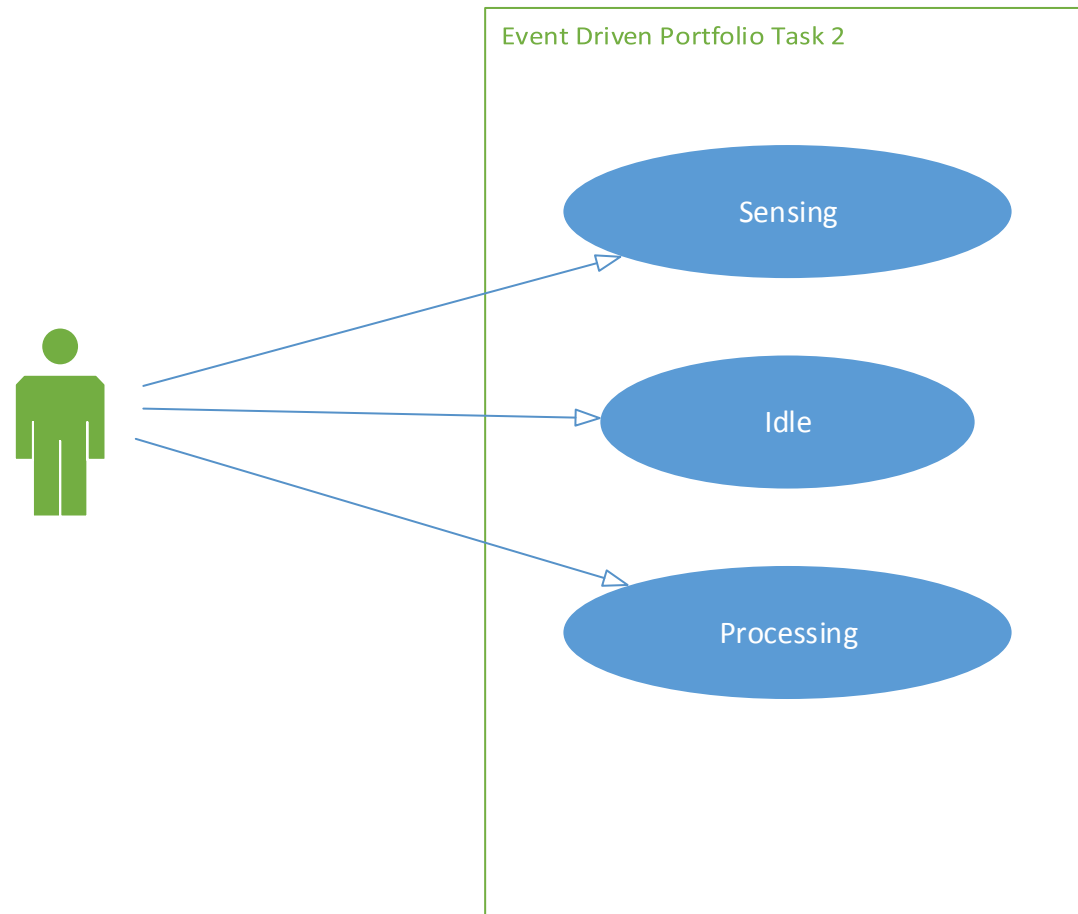 Event Driven Portfolio Task 2
Sensing
Idle
Processing